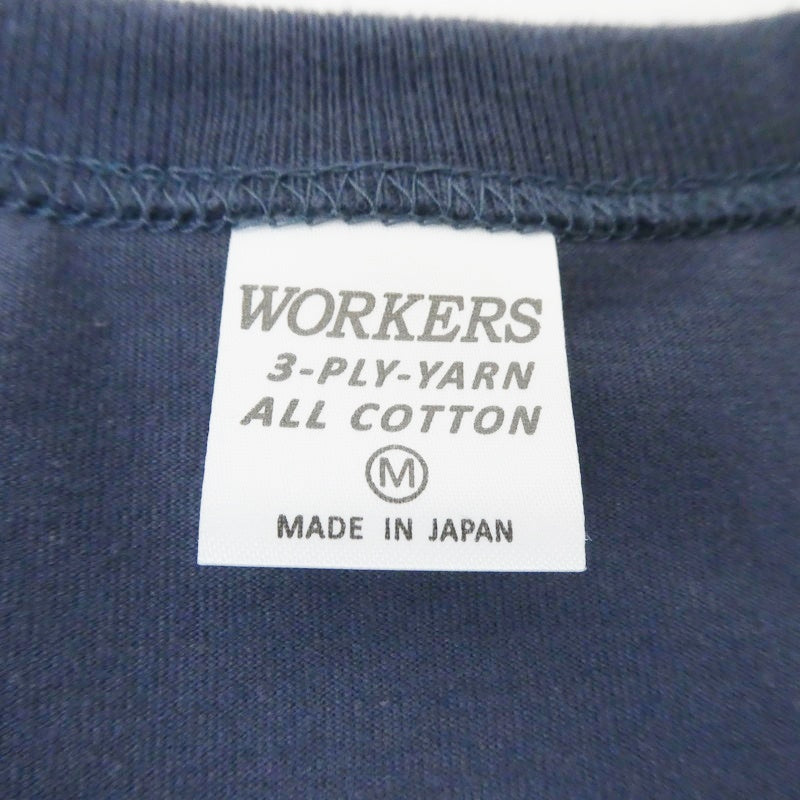 WORKERS
3-PLY-YARN
ALL COTTON
M
MADE IN JAPAN